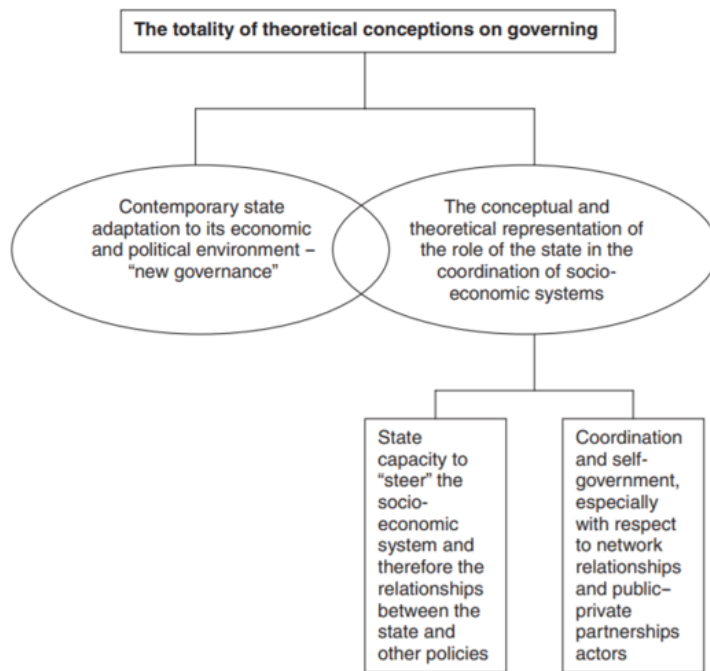 The totality of theoretical conceptions on governing
Contemporary state
adaptation to its economic
and political environment –
“new governance”
The conceptual and
theoretical representation of
the role of the state in the
coordination of socio-
economic systems
State
capacity to
“steer” the
socio-
economic
system and
therefore the
relationships
between the
state and
other policies
Coordination
and self-
government,
especially
with respect
to network
relationships
and public–
private
partnerships
actors